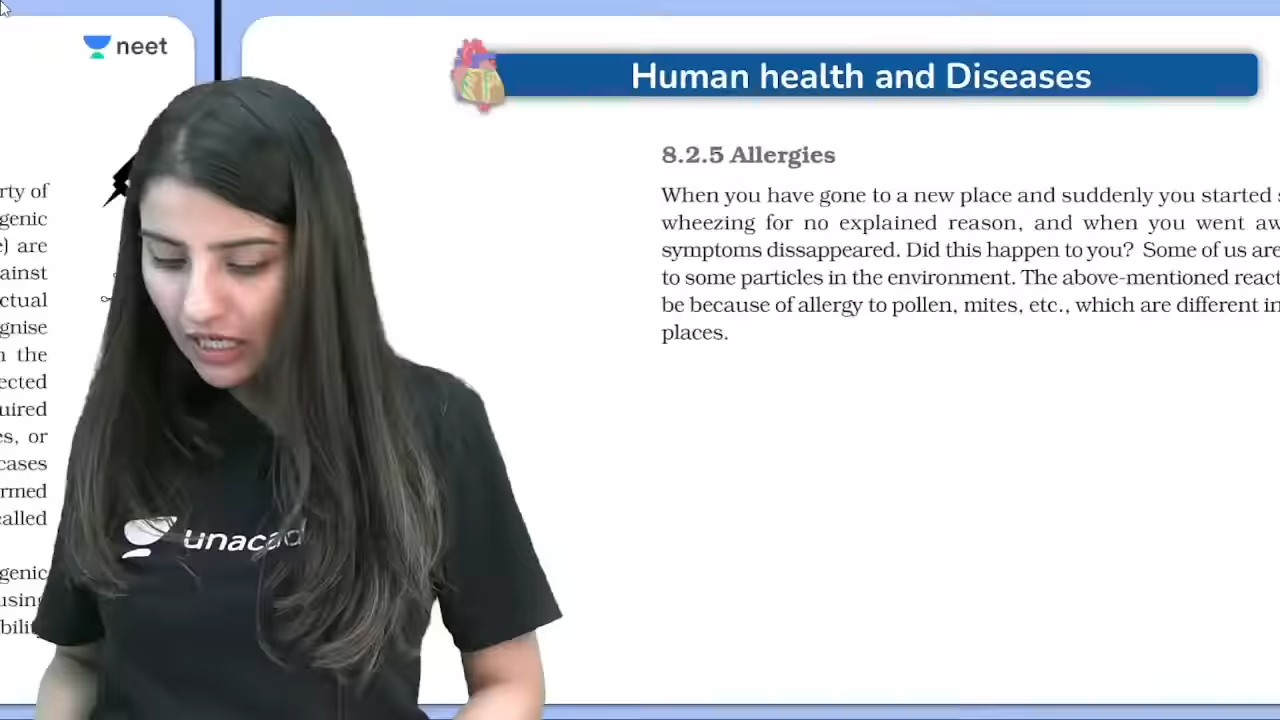 neet
Human health and Diseases
rty of
genic
are
ainst
ctual
gnise
the
ected
uired
or
cases
rmed
alled
genic
using
8.2.5 Allergies
When you have gone to a new place and suddenly you started
wheezing for no explained reason, and when you went aw
symptoms dissappeared. Did this happen to you? Some of us are
to some particles in the environment. The above-mentioned react
be because of allergy to pollen, mites, etc., which are different in
places.
unacad